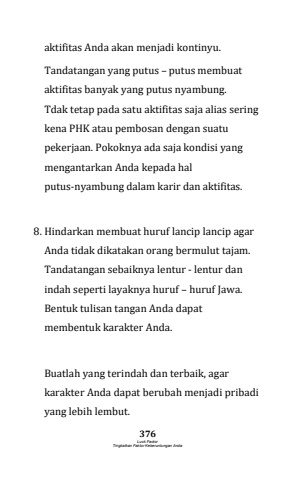 aktifitas Anda akan menjadi kontinyu.
Tandatangan yang putus – putus membuat
aktifitas banyak yang putus nyambung.
Tdak tetap pada satu aktifitas saja alias sering
kena PHK atau pembosan dengan suatu
pekerjaan. Pokoknya ada saja kondisi yang
mengantarkan Anda kepada hal
putus-nyambung dalam karir dan aktifitas.
8. Hindarkan membuat huruf lancip lancip agar
Anda tidak dikatakan orang bermulut tajam.
Tandatangan sebaiknya lentur - lentur dan
indah seperti layaknya huruf – huruf Jawa.
Bentuk tulisan tangan Anda dapat
membentuk karakter Anda.
Buatlah yang terindah dan terbaik, agar
karakter Anda dapat berubah menjadi pribadi
yang lebih lembut.
376
Luck Factor
Tingkatkan Faktor Keberuntungan Anda